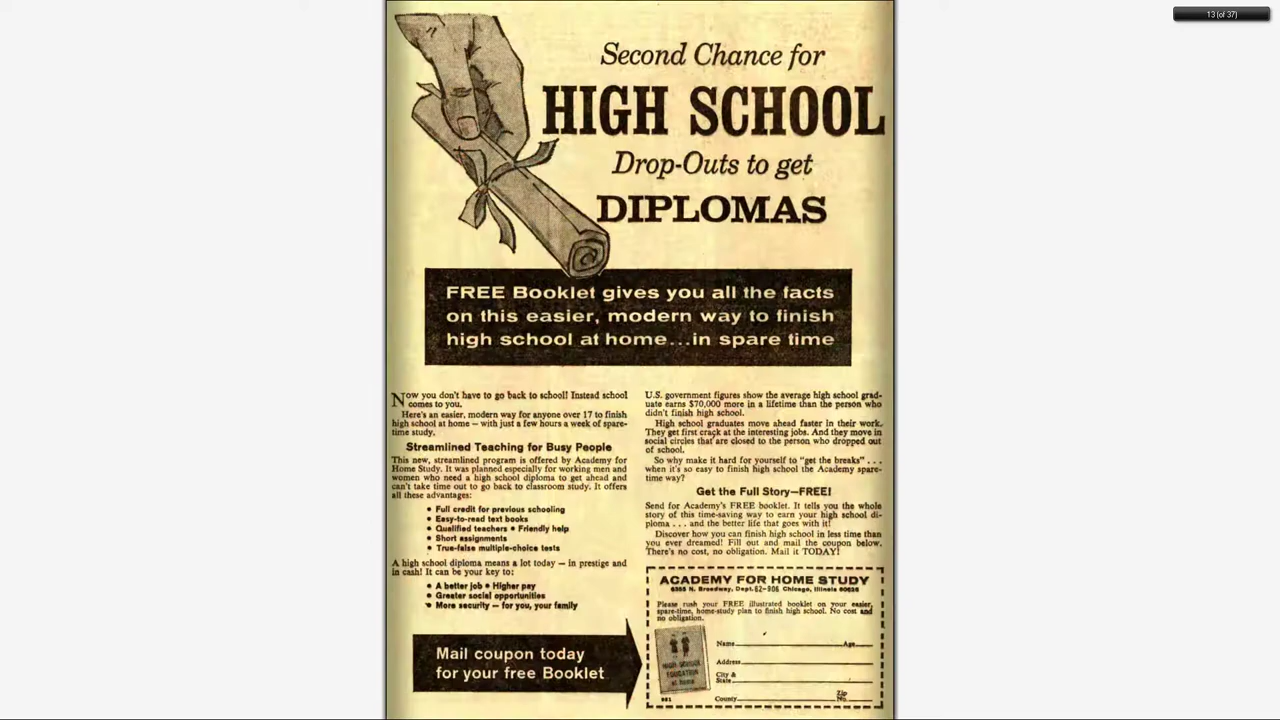 13 (of 37)
Second Chance for
HIGH SCHOOL
Drop-Outs to get
DIPLOMAS
FREE Booklet gives you all the facts
on this easier, modern way to finish
high school at home...in spare time
Now you don't have to go back to school! Instead school
comes to you.
Here's an easier, modern way for anyone over 17 to finish
high school at home — with just a few hours a week of spare-
time study.
Streamlined Teaching for Busy People
This new, streamlined program is offered by Academy for
Home Study. It was planned especially for working men and
women who need a high school diploma to get ahead and
can't take time out to go back to classroom study. It offers
all these advantages:
• Full credit for previous schooling
• Easy-to-read text books
• Qualified teachers • Friendly help
• Short assignments
• True-false multiple-choice tests
A high school diploma means a lot today — in prestige and
in cash! It can be your key to:
• A better job • Higher pay
• Greater social opportunities
• More security — for you, your family
Mail coupon today
for your free Booklet
U.S. government figures show the average high school grad-
uate earns $70,000 more in a lifetime than the person who
didn't finish high school.
High school graduates move ahead faster in their work.
They get first crack at the interesting jobs. And they move in
social circles that are closed to the person who dropped out
of school.
So why make it hard for yourself to "get the breaks" . . .
when it's so easy to finish high school the Academy spare-
time way?
Get the Full Story—FREE!
Send for Academy's FREE booklet. It tells you the whole
story of this time-saving way to earn your high school di-
ploma . . . and the better life that goes with it!
Discover how you can finish high school in less time than
you ever dreamed! Fill out and mail the coupon below.
There's no cost, no obligation. Mail it TODAY!
ACADEMY FOR HOME STUDY
N. Broadway, Dept. 62-906 Chicago, Illinois
Please rush your FREE illustrated booklet on your easier,
spare-time, home-study plan to finish high school. No cost and
no obligation.
HIGH SCHOOL
EDUCATION
at home
Name Age
Address
City &
State
County Zip No.